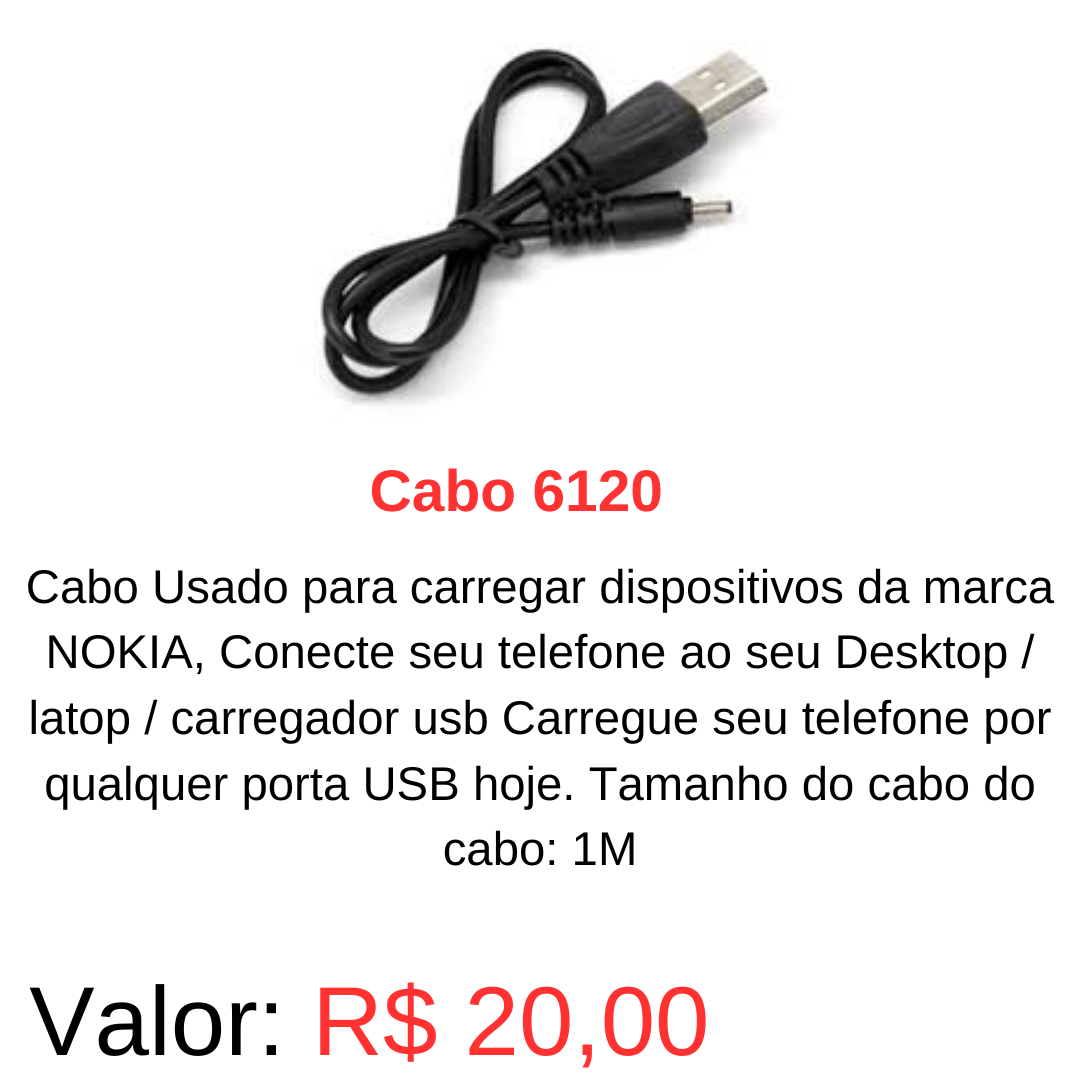 Cabo 6120
Cabo Usado para carregar dispositivos da marca
NOKIA, Conecte seu telefone ao seu Desktop /
latop / carregador usb Carregue seu telefone por
qualquer porta USB hoje. Tamanho do cabo do
cabo: 1M
Valor: R$ 20,00